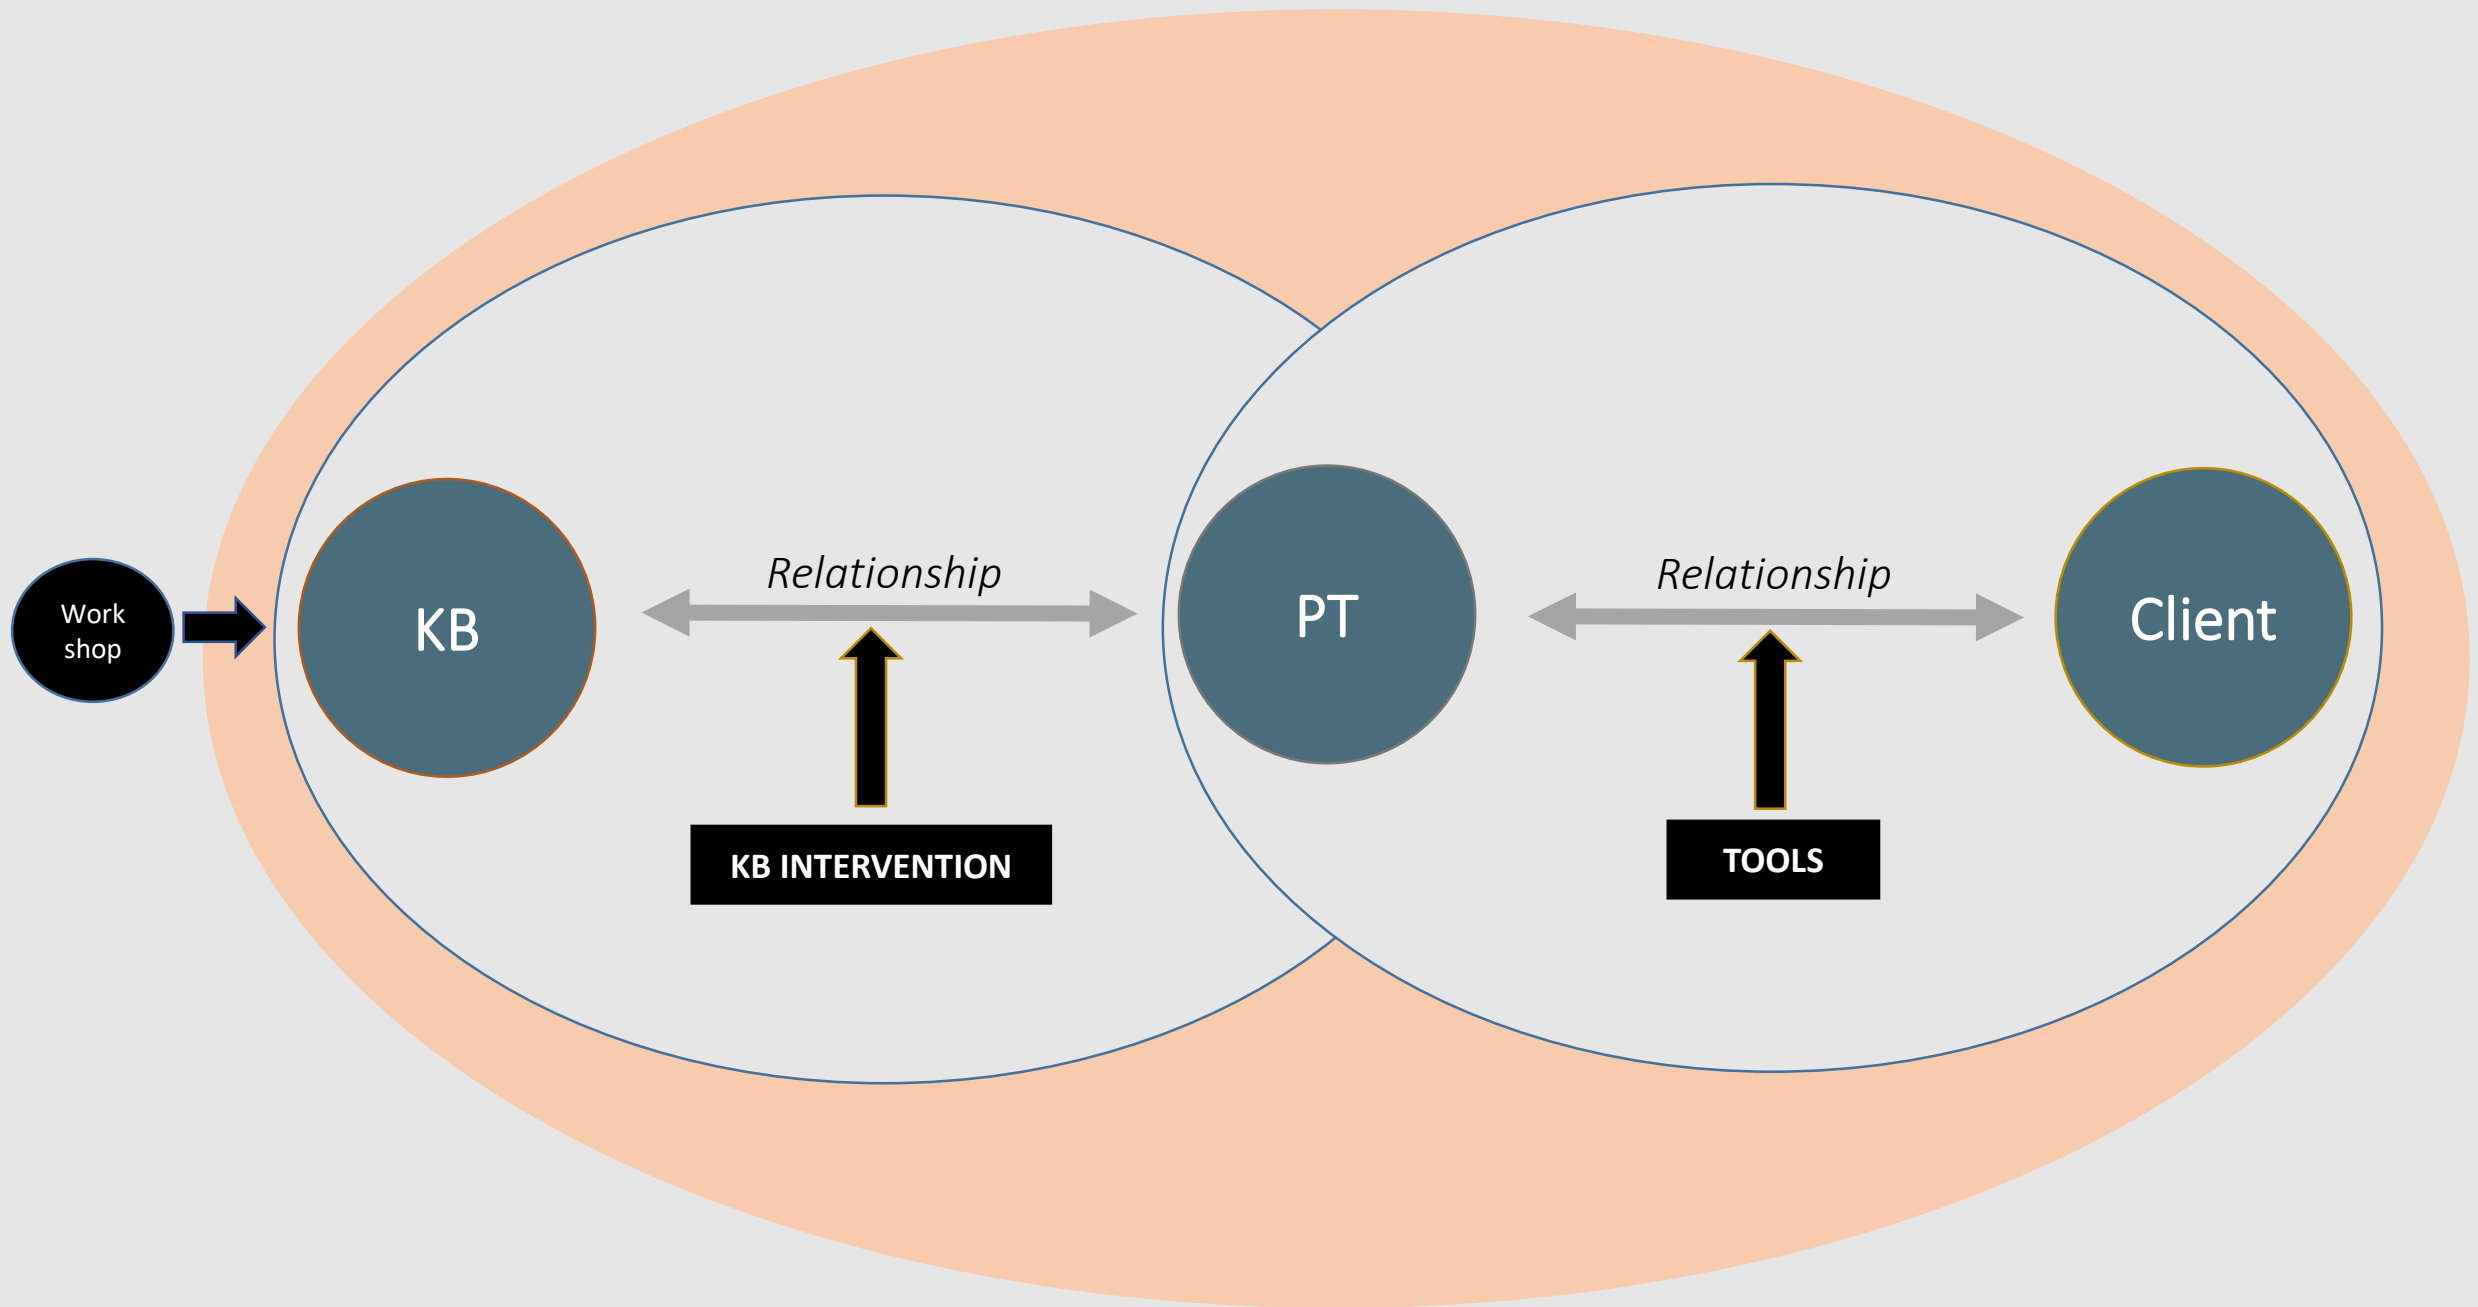 Work
shop
KB
Relationship
PT
Relationship
Client
KB INTERVENTION
TOOLS